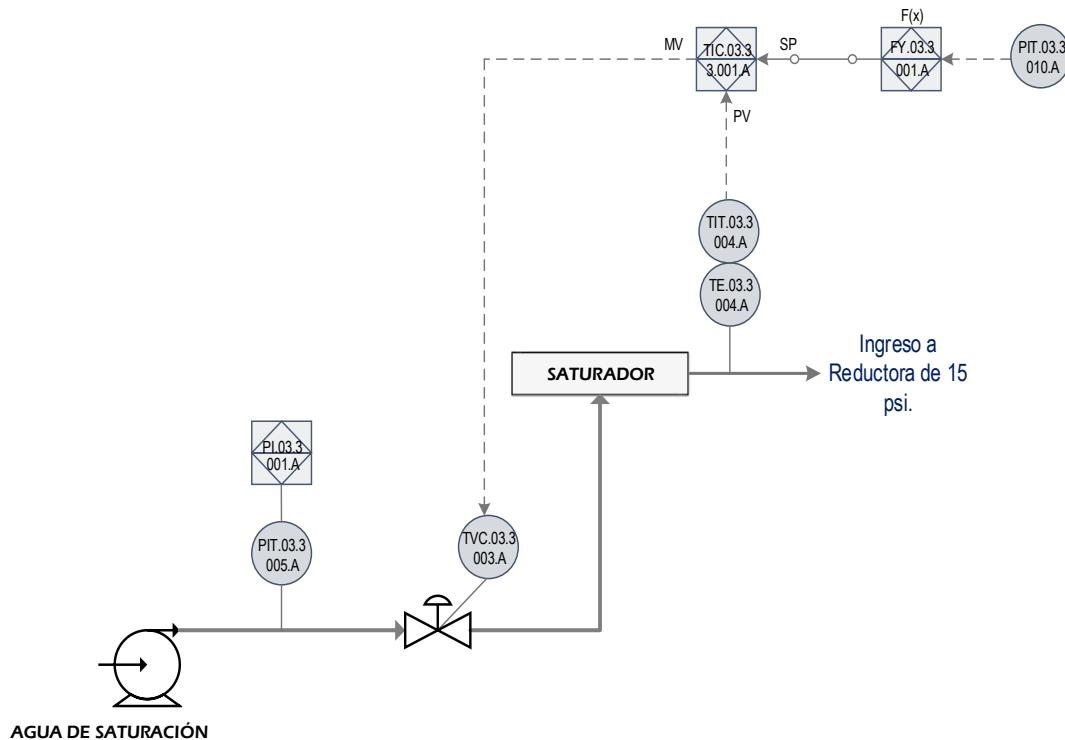 F(x)
MV
TIC.03.3
3.001.A
SP
FY.03.3
001.A
PIT.03.3
010.A
PV
TIT.03.3
004.A
TE.03.3
004.A
SATURADOR
Ingreso a
Reductora de 15
psi.
PI.03.3
001.A
PIT.03.3
005.A
TVC.03.3
003.A
AGUA DE SATURACIÓN